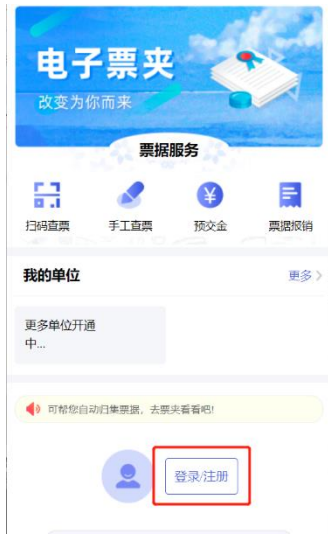 电子票夹
改变为你而来
票据服务
扫码查票 手工查票 预交金 票据报销
我的单位 更多
更多单位开通
中...
可帮您自动归集票据，去票夹看看吧!
登录/注册